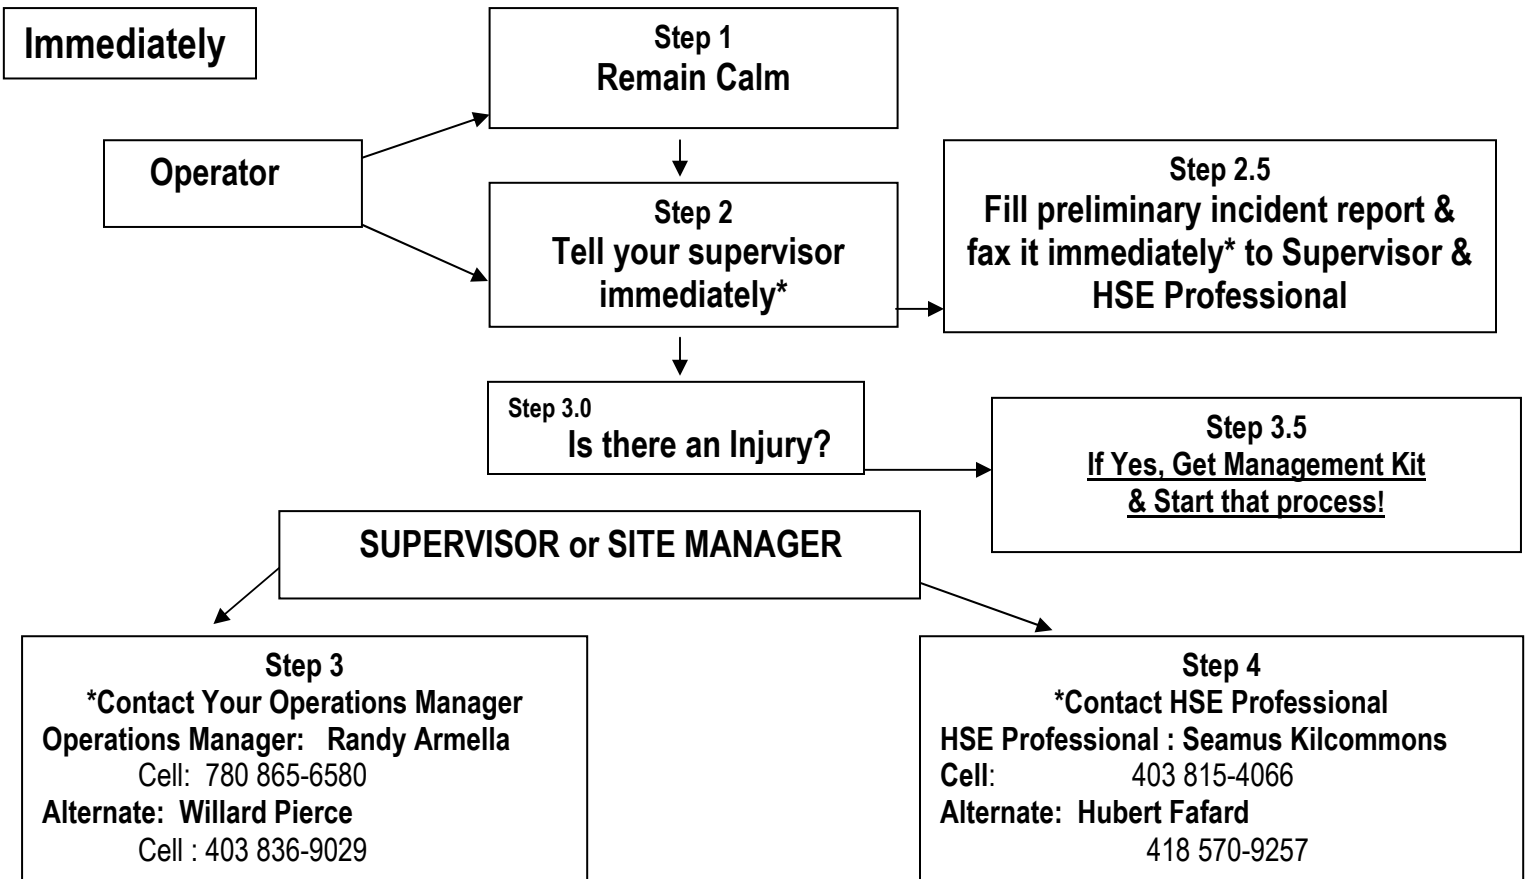 Immediately
Step 1
Remain Calm
Operator
Step 2
Tell your supervisor
immediately*
Step 2.5
Fill preliminary incident report &
fax it immediately* to Supervisor &
HSE Professional
Step 3.0
Is there an Injury?
Step 3.5
If Yes, Get Management Kit
& Start that process!
SUPERVISOR or SITE MANAGER
Step 3
*Contact Your Operations Manager
Operations Manager: Randy Armella
Cell: 780 865-6580
Alternate: Willard Pierce
Cell : 403 836-9029
Step 4
*Contact HSE Professional
HSE Professional : Seamus Kilcommons
Cell: 403 815-4066
Alternate: Hubert Fafard
418 570-9257